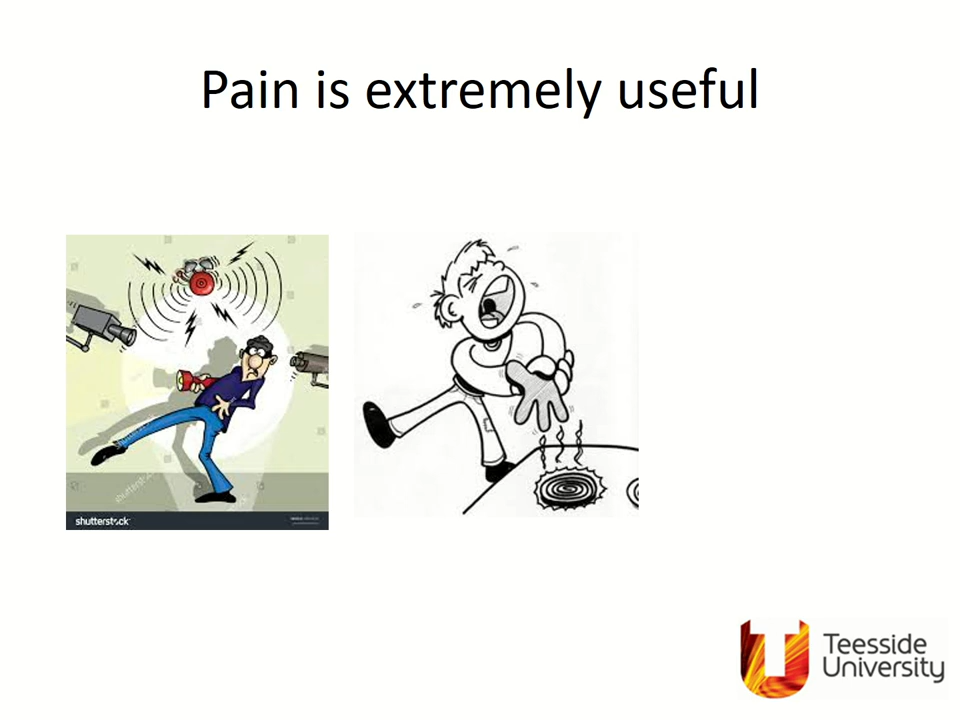 Pain is extremely useful
shutterstock
Teesside
University